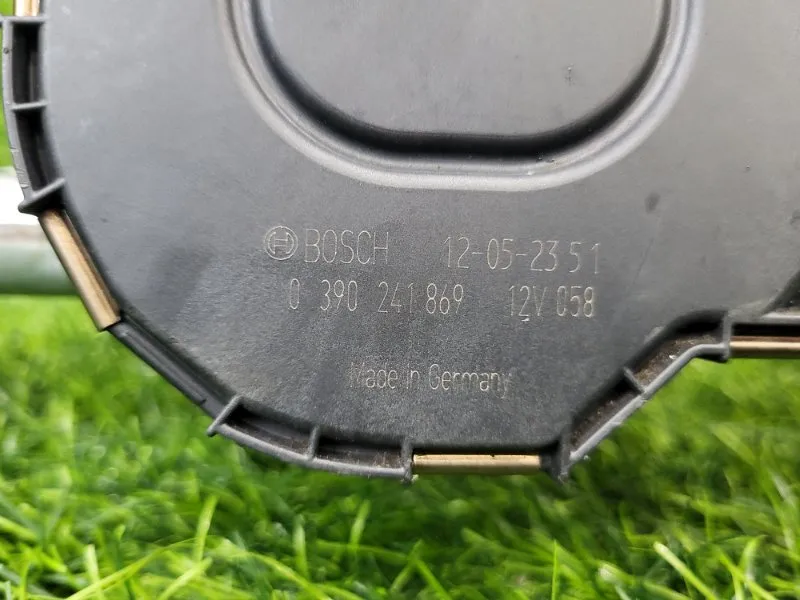 BOSCH 12-05-23 51
0 390 241 869 12V 058
Made in Germany